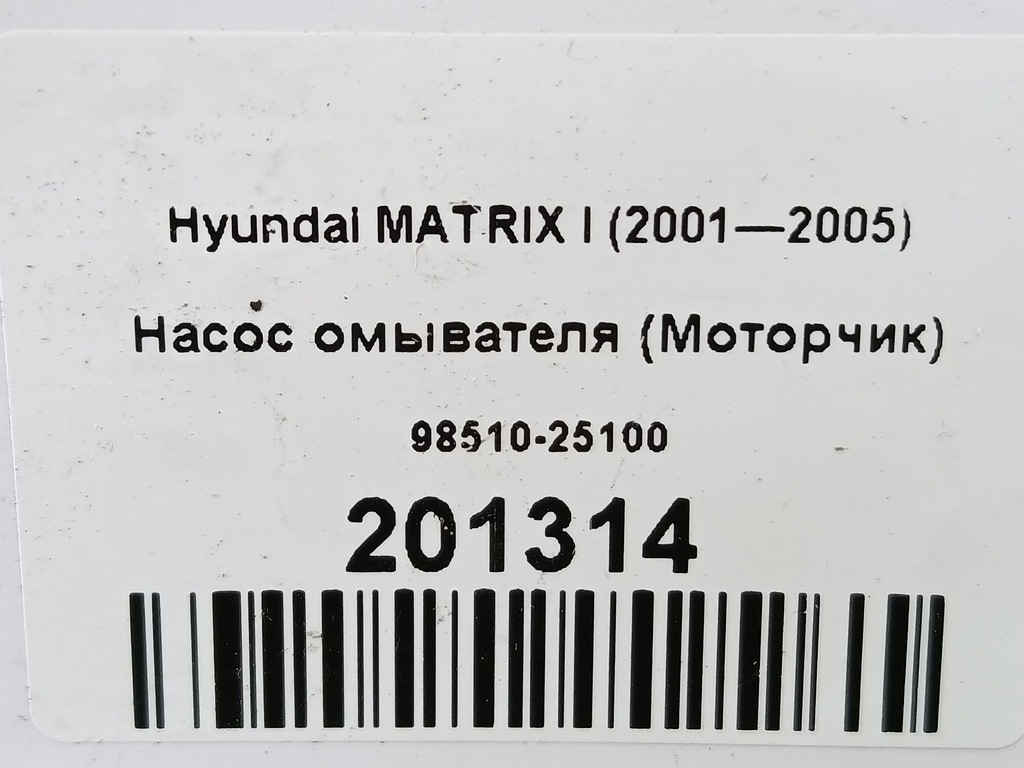 Hyundai MATRIX I (2001—2005)
Насос омывателя (Моторчик)
98510-25100
201314